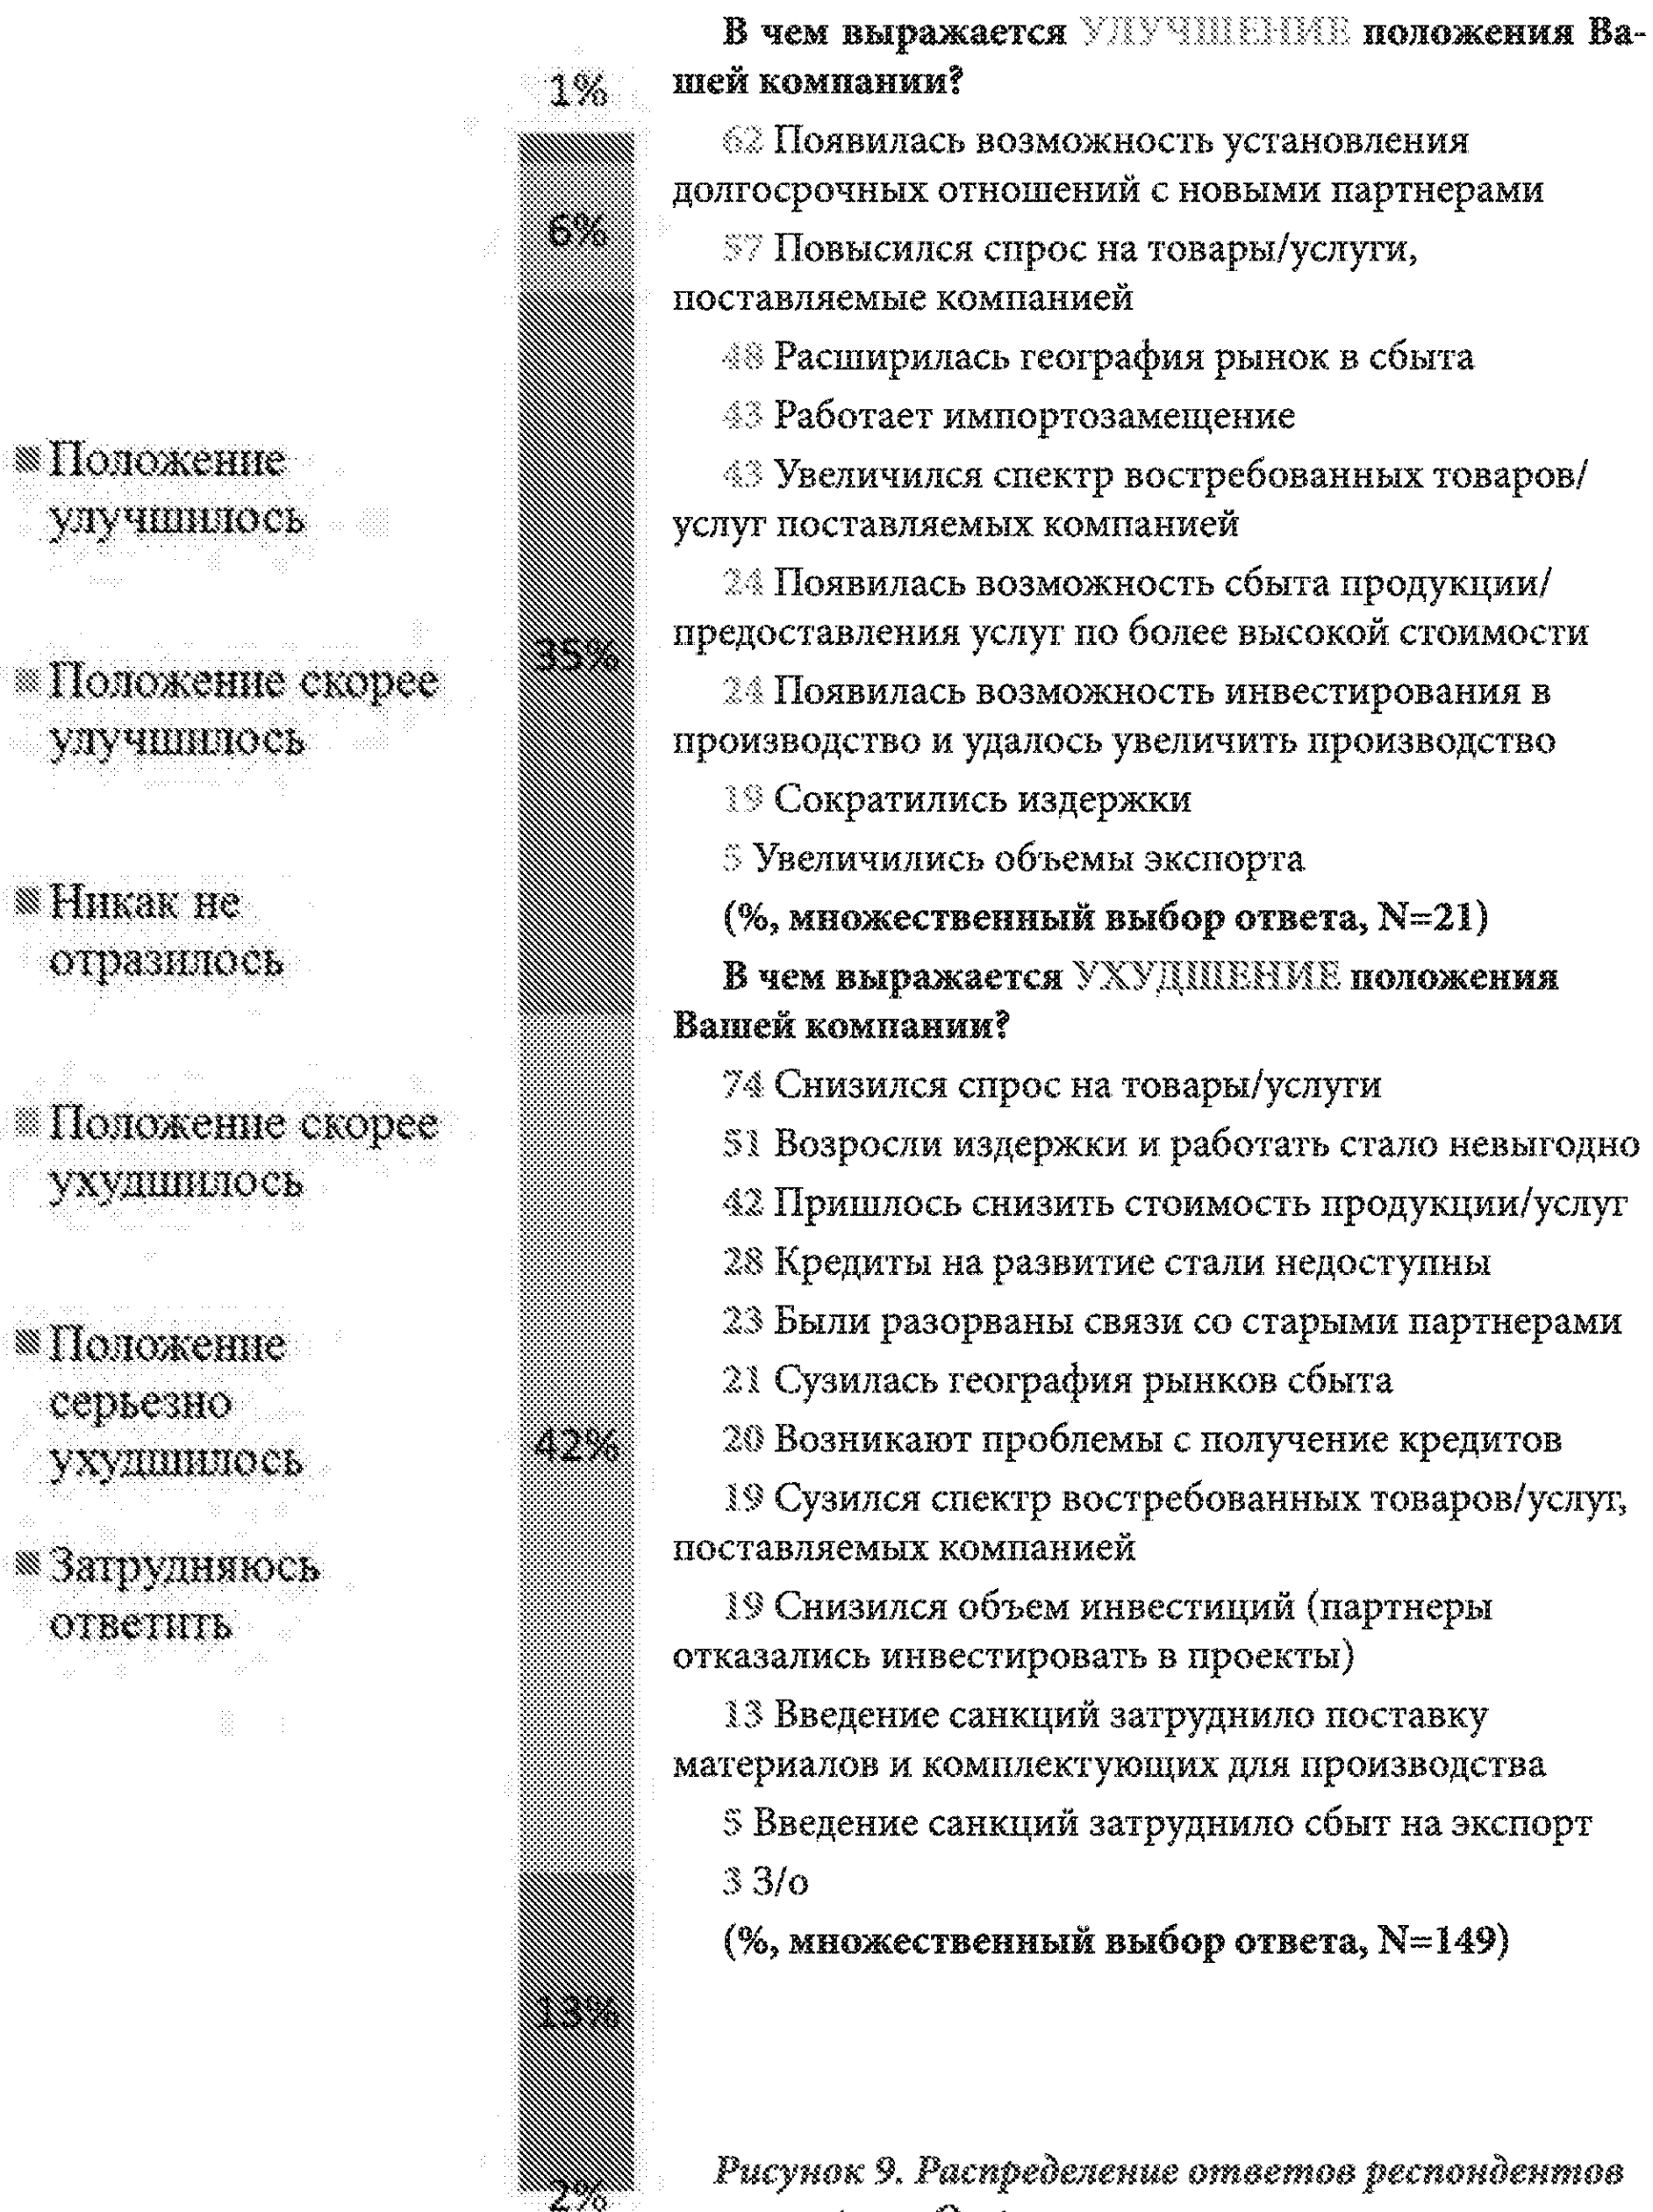 1%
6%
35%
42%
13%
2%
Положение
улучшилось
Положение скорее
улучшилось
Никак не
отразилось
Положение скорее
ухудшилось
Положение
серьезно
ухудшилось
Затрудняюсь
ответить
В чем выражается УЛУЧШЕНИЕ положения Ва-
шей компании?
62 Появилась возможность установления
долгосрочных отношений с новыми партнерами
57 Повысился спрос на товары/услуги,
поставляемые компанией
48 Расширилась география рынок в сбыта
43 Работает импортозамещение
43 Увеличился спектр востребованных товаров/
услуг поставляемых компанией
24 Появилась возможность сбыта продукции/
предоставления услуг по более высокой стоимости
24 Появилась возможность инвестирования в
производство и удалось увеличить производство
19 Сократились издержки
5 Увеличились объемы экспорта
(%, множественный выбор ответа, N=21)
В чем выражается УХУДШЕНИЕ положения
Вашей компании?
74 Снизился спрос на товары/услуги
51 Возросли издержки и работать стало невыгодно
42 Пришлось снизить стоимость продукции/услуг
28 Кредиты на развитие стали недоступны
23 Были разорваны связи со старыми партнерами
21 Сузилась география рынков сбыта
20 Возникают проблемы с получение кредитов
19 Сузился спектр востребованных товаров/услуг,
поставляемых компанией
19 Снизился объем инвестиций (партнеры
отказались инвестировать в проекты)
13 Введение санкций затруднило поставку
материалов и комплектующих для производства
5 Введение санкций затруднило сбыт на экспорт
3 З/о
(%, множественный выбор ответа, N=149)
Рисунок 9. Распределение ответов респондентов